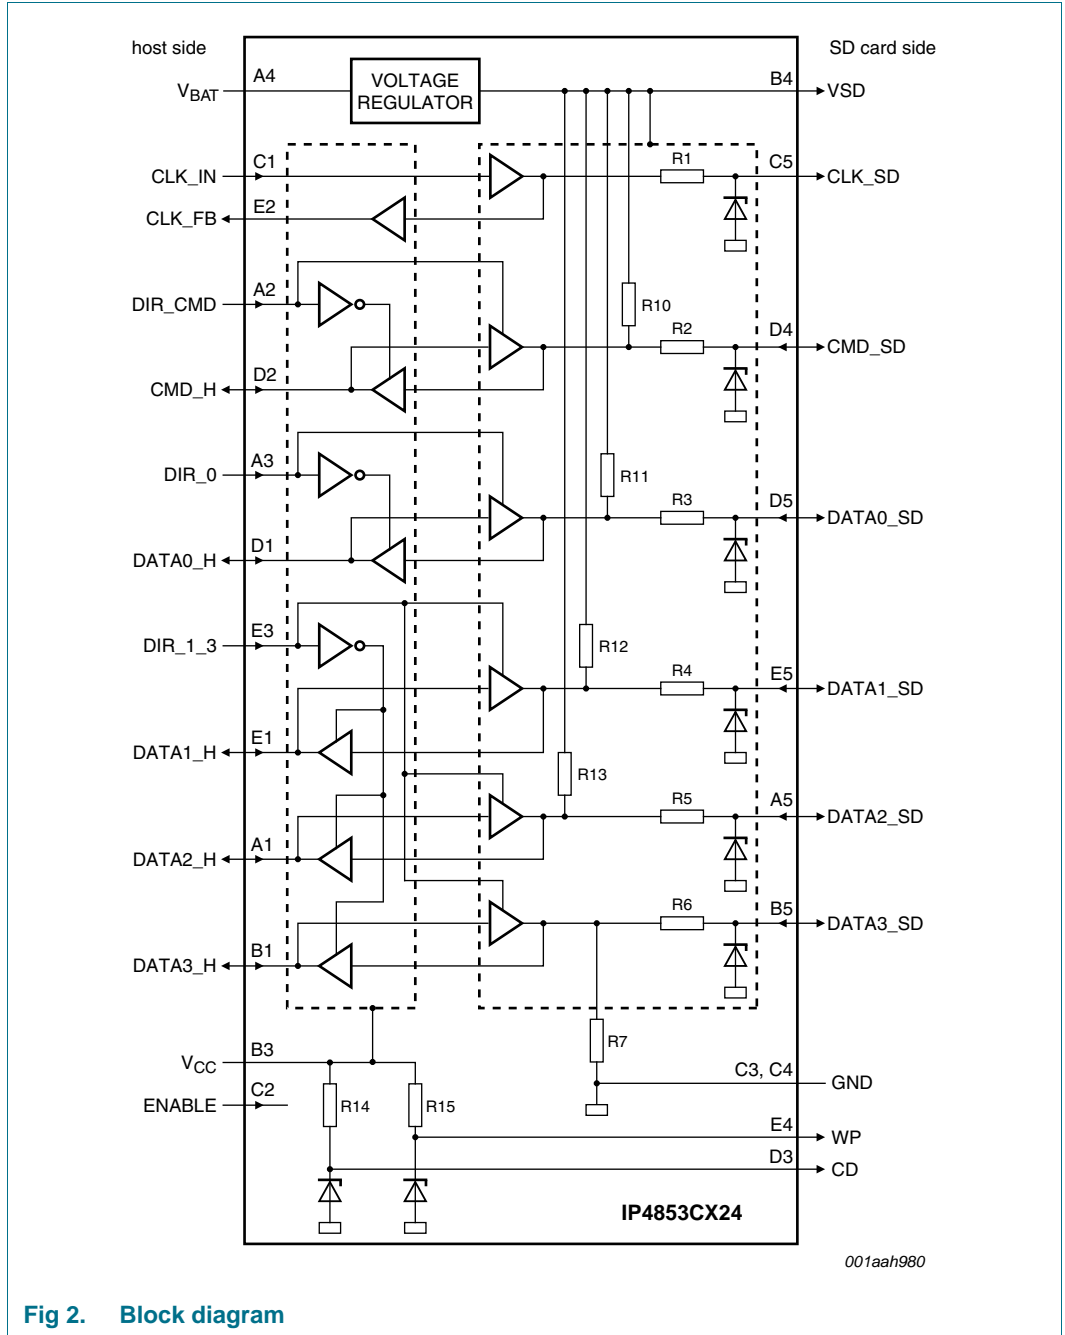 host side
SD card side
VBAT
A4
VOLTAGE
REGULATOR
B4
VSD
CLK_IN
C1
R1
C5
CLK_SD
CLK_FB
E2
DIR_CMD
A2
R10
R2
D4
CMD_SD
CMD_H
D2
DIR_0
A3
R11
R3
D5
DATA0_SD
DATA0_H
D1
DIR_1_3
E3
R12
R4
E5
DATA1_SD
DATA1_H
E1
R13
R5
A5
DATA2_SD
DATA2_H
A1
R6
B5
DATA3_SD
DATA3_H
B1
R7
VCC
B3
C3, C4
GND
ENABLE
C2
R14
R15
E4
WP
D3
CD
IP4853CX24
001aah980
Fig 2. Block diagram